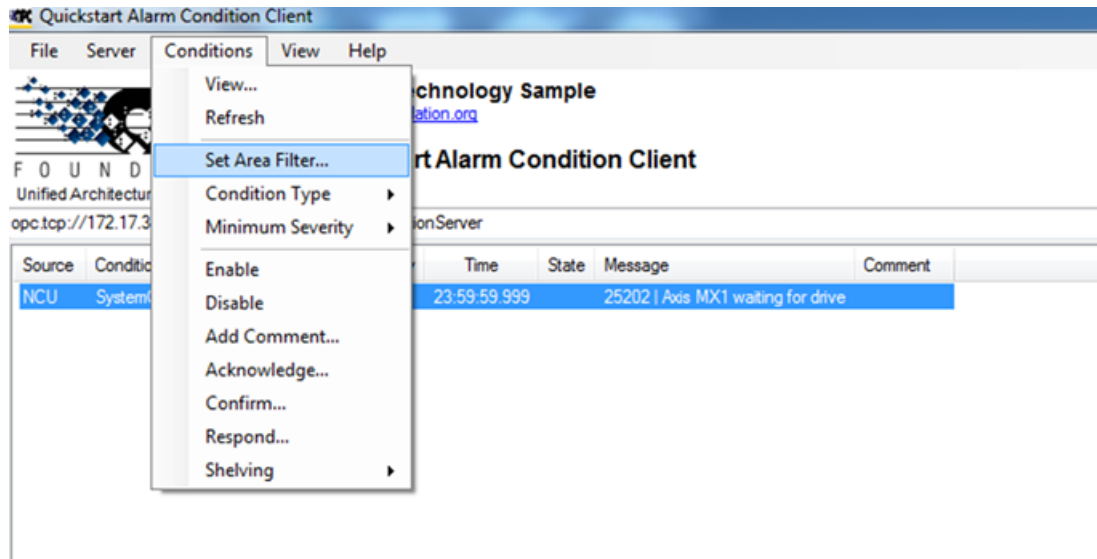 Quickstart Alarm Condition Client
File Server Conditions View Help
View...
Refresh
Set Area Filter...
Condition Type
Minimum Severity
Enable
Disable
Add Comment...
Acknowledge...
Confirm...
Respond...
Shelving
chnology Sample
ation.org
rt Alarm Condition Client
F O U N D
Unified Architectur
opc.tcp://172.17.3
ionServer
Source Conditio Time State Message Comment
NCU System 23:59:59.999 25202 | Axis MX1 waiting for drive